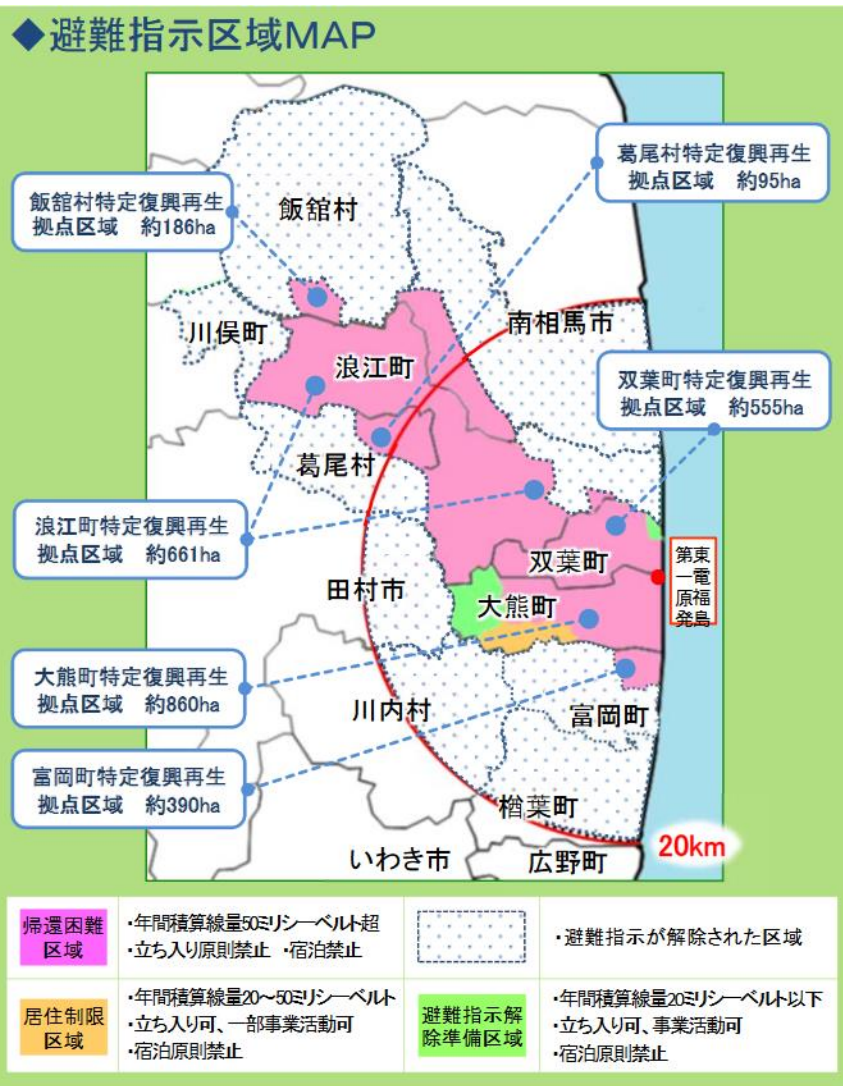 ◆避難指示区域MAP
葛尾村特定復興再生
拠点区域 約95ha
飯舘村特定復興再生
拠点区域 約186ha
飯舘村
川俣町
南相馬市
浪江町
双葉町特定復興再生
拠点区域 約555ha
葛尾村
浪江町特定復興再生
拠点区域 約661ha
双葉町
東電福島
第一原発
田村市
大熊町
大熊町特定復興再生
拠点区域 約860ha
川内村
富岡町
富岡町特定復興再生
拠点区域 約390ha
楢葉町
20km
いわき市
広野町
帰還困難
区域
・年間積算線量50ミリシーベルト超
・立ち入り原則禁止 ・宿泊禁止
・避難指示が解除された区域
居住制限
区域
・年間積算線量20～50ミリシーベルト
・立ち入り可、一部事業活動可
・宿泊原則禁止
避難指示解
除準備区域
・年間積算線量20ミリシーベルト以下
・立ち入り可、事業活動可
・宿泊原則禁止